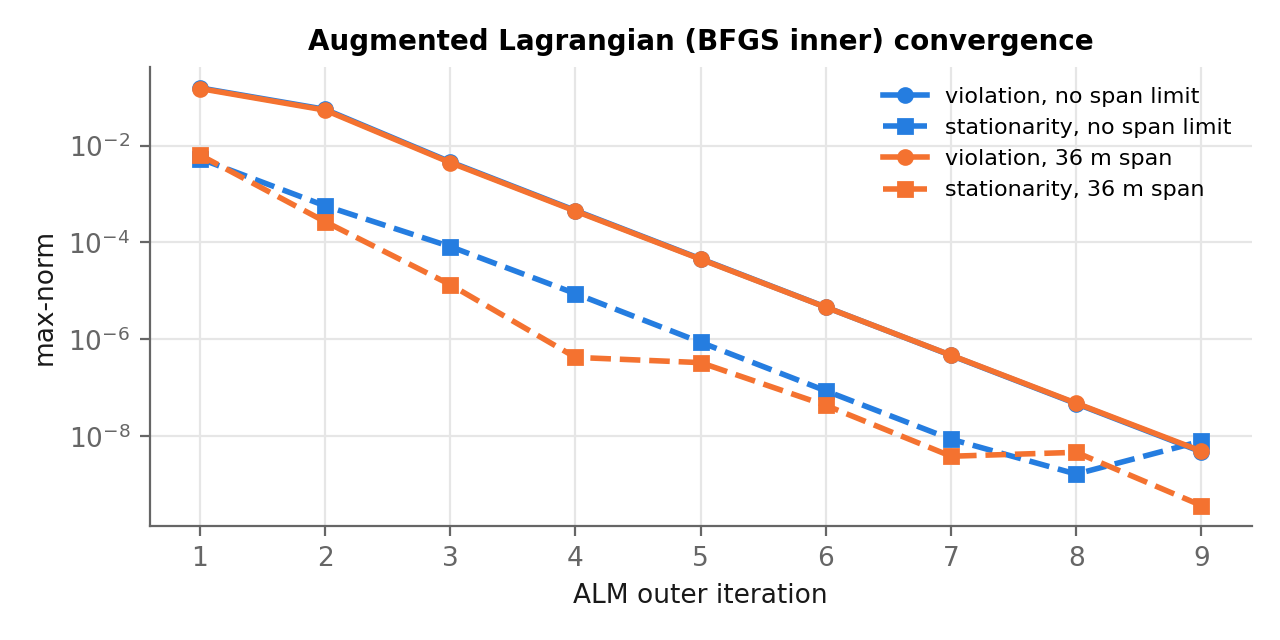 Augmented Lagrangian (BFGS inner) convergence
violation, no span limit
stationarity, no span limit
violation, 36 m span
stationarity, 36 m span
max-norm
10⁻²
10⁻⁴
10⁻⁶
10⁻⁸
1 2 3 4 5 6 7 8 9
ALM outer iteration